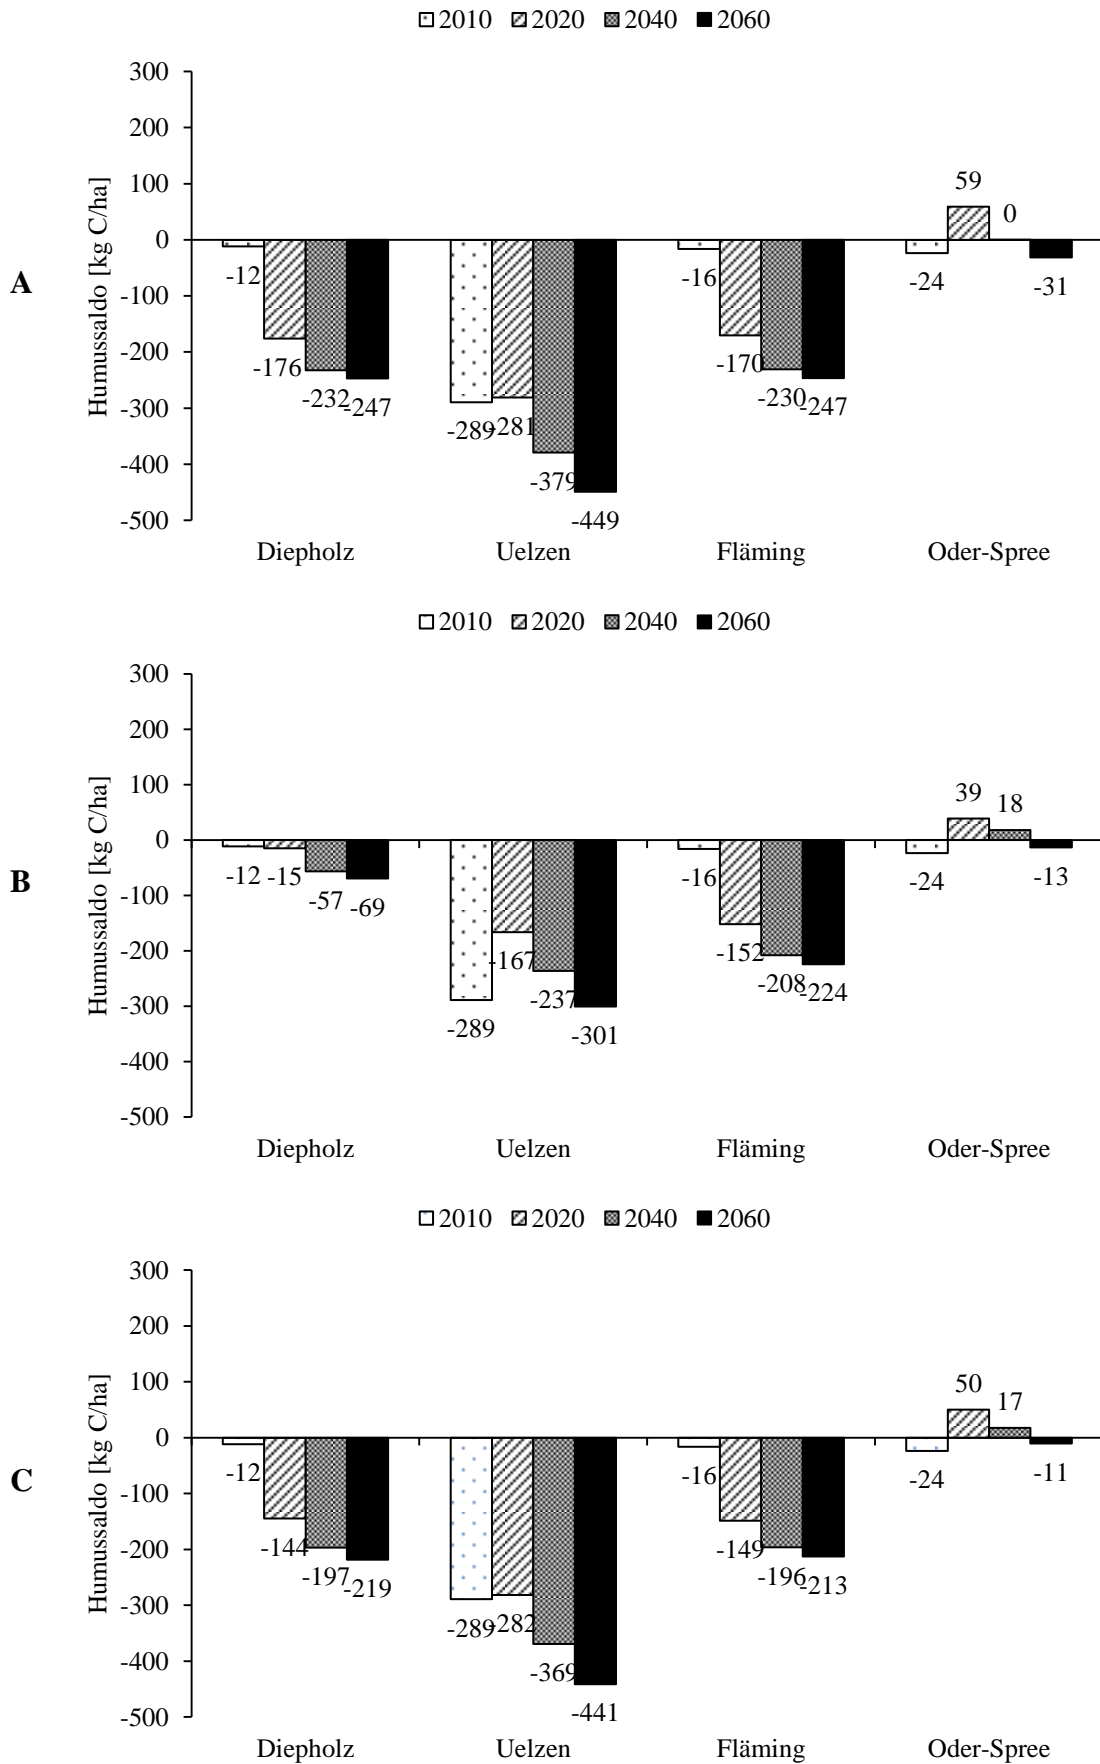 2010 2020 2040 2060
300
200
100
0
-100
-200
-300
-400
-500
Humussaldo [kg C/ha]
A
-12 -176 -232 -247
-289 -281 -379 -449
-16 -170 -230 -247
-24 59 0 -31
Diepholz Uelzen Fläming Oder-Spree
2010 2020 2040 2060
300
200
100
0
-100
-200
-300
-400
-500
Humussaldo [kg C/ha]
B
-12 -15 -57 -69
-289 -167 -237 -301
-16 -152 -208 -224
-24 39 18 -13
Diepholz Uelzen Fläming Oder-Spree
2010 2020 2040 2060
300
200
100
0
-100
-200
-300
-400
-500
Humussaldo [kg C/ha]
C
-12 -144 -197 -219
-289 -282 -369 -441
-16 -149 -196 -213
-24 50 17 -11
Diepholz Uelzen Fläming Oder-Spree